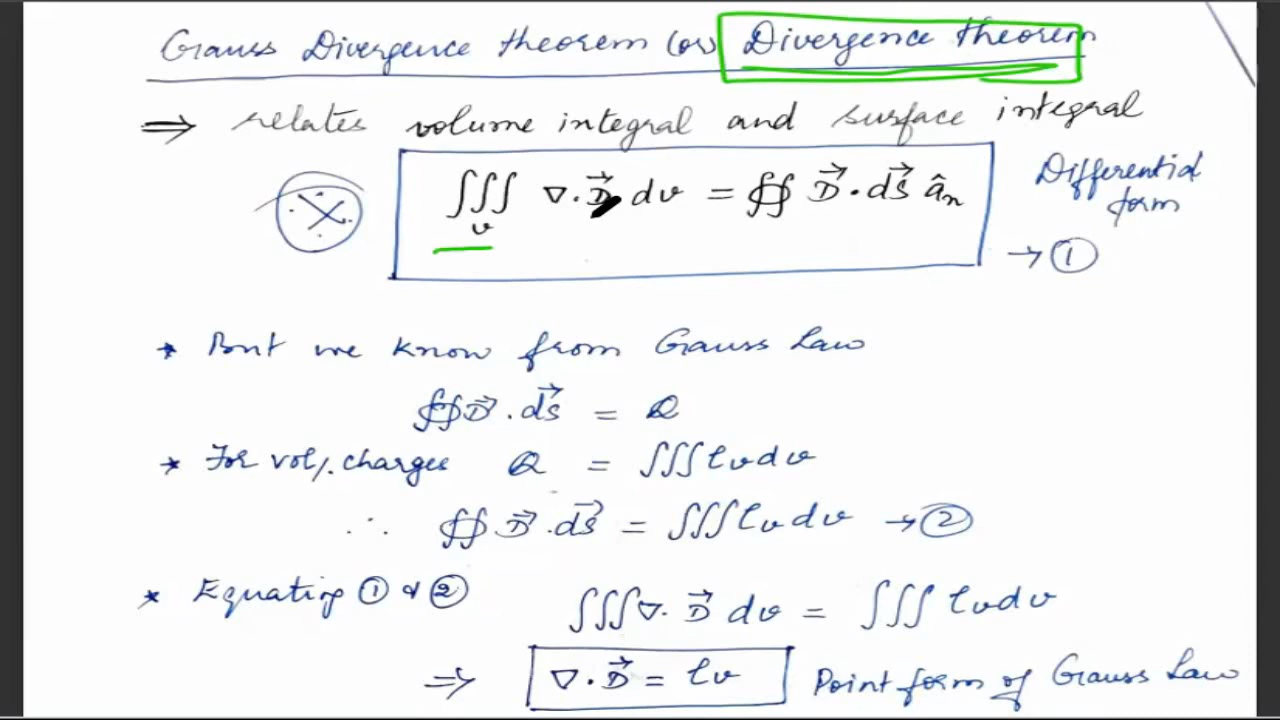 Gauss Divergence theorem (or) Divergence theorem
⇒ relates volume integral and surface integral
∭_v ∇·D⃗ dv = ∯ D⃗·ds⃗ â_n
Differential form
→ ①
* But we know from Gauss Law
∯ D⃗·ds⃗ = Q
* For vol/. charges Q = ∭ ρv dv
∴ ∯ D⃗·ds⃗ = ∭ ρv dv → ②
* Equating ① & ② ∭ ∇·D⃗ dv = ∭ ρv dv
⇒ ∇·D⃗ = ρv Point form of Gauss Law